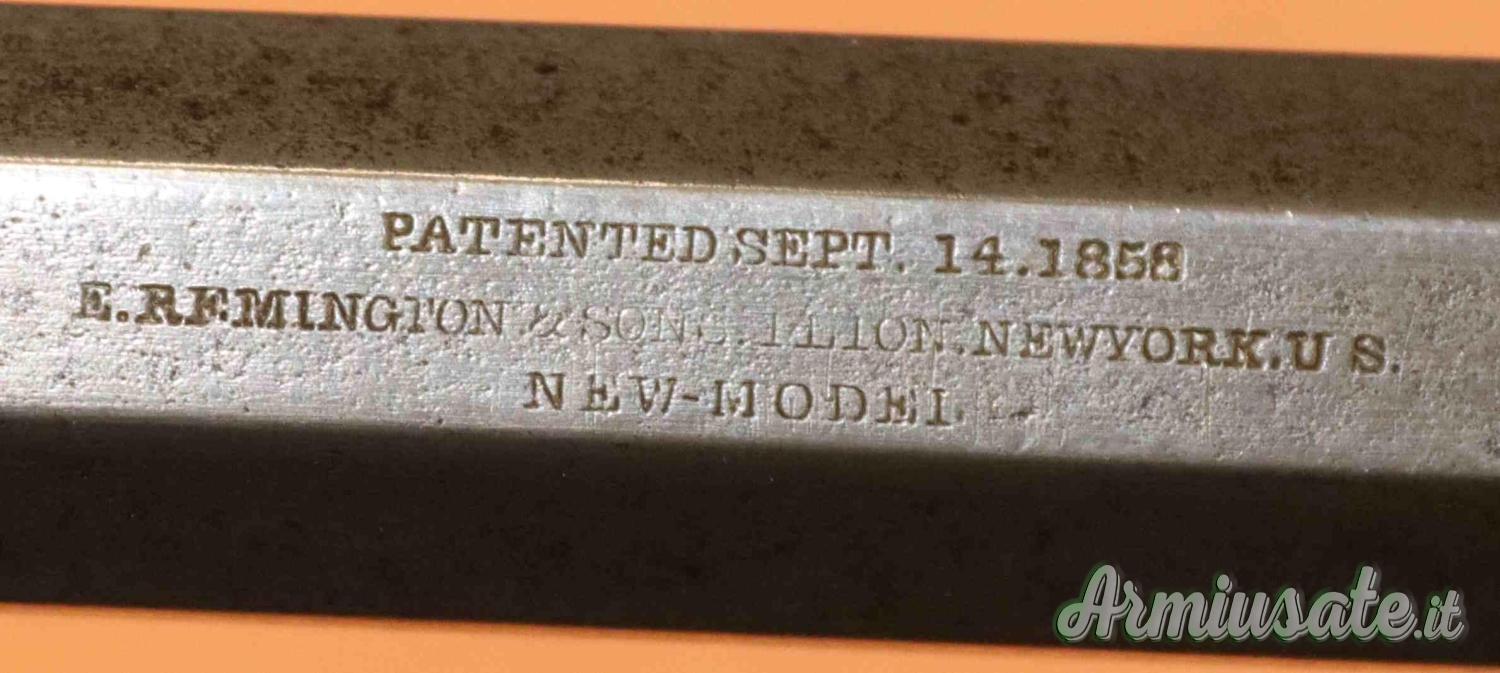 PATENTED SEPT. 14.1858
E. REMINGTON & SONS. ILION. NEWYORK. U S.
NEW-MODEL
Armiusate.it